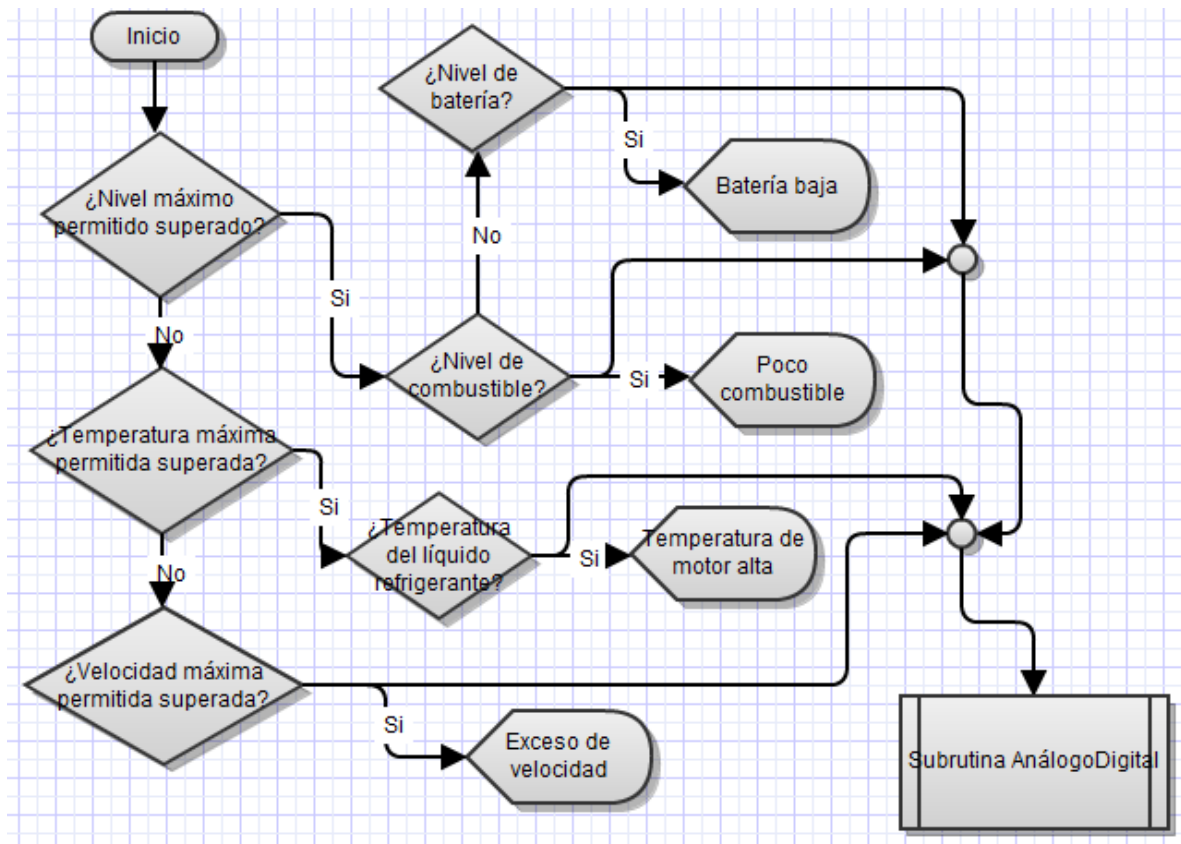 Inicio
¿Nivel de
batería?
Si
Batería baja
¿Nivel máximo
permitido superado?
No
Si
No
¿Nivel de
combustible?
Si
Poco
combustible
¿Temperatura máxima
permitida superada?
Si
¿Temperatura
del líquido
refrigerante?
Si
Temperatura de
motor alta
No
¿Velocidad máxima
permitida superada?
Si
Exceso de
velocidad
Subrutina AnálogoDigital